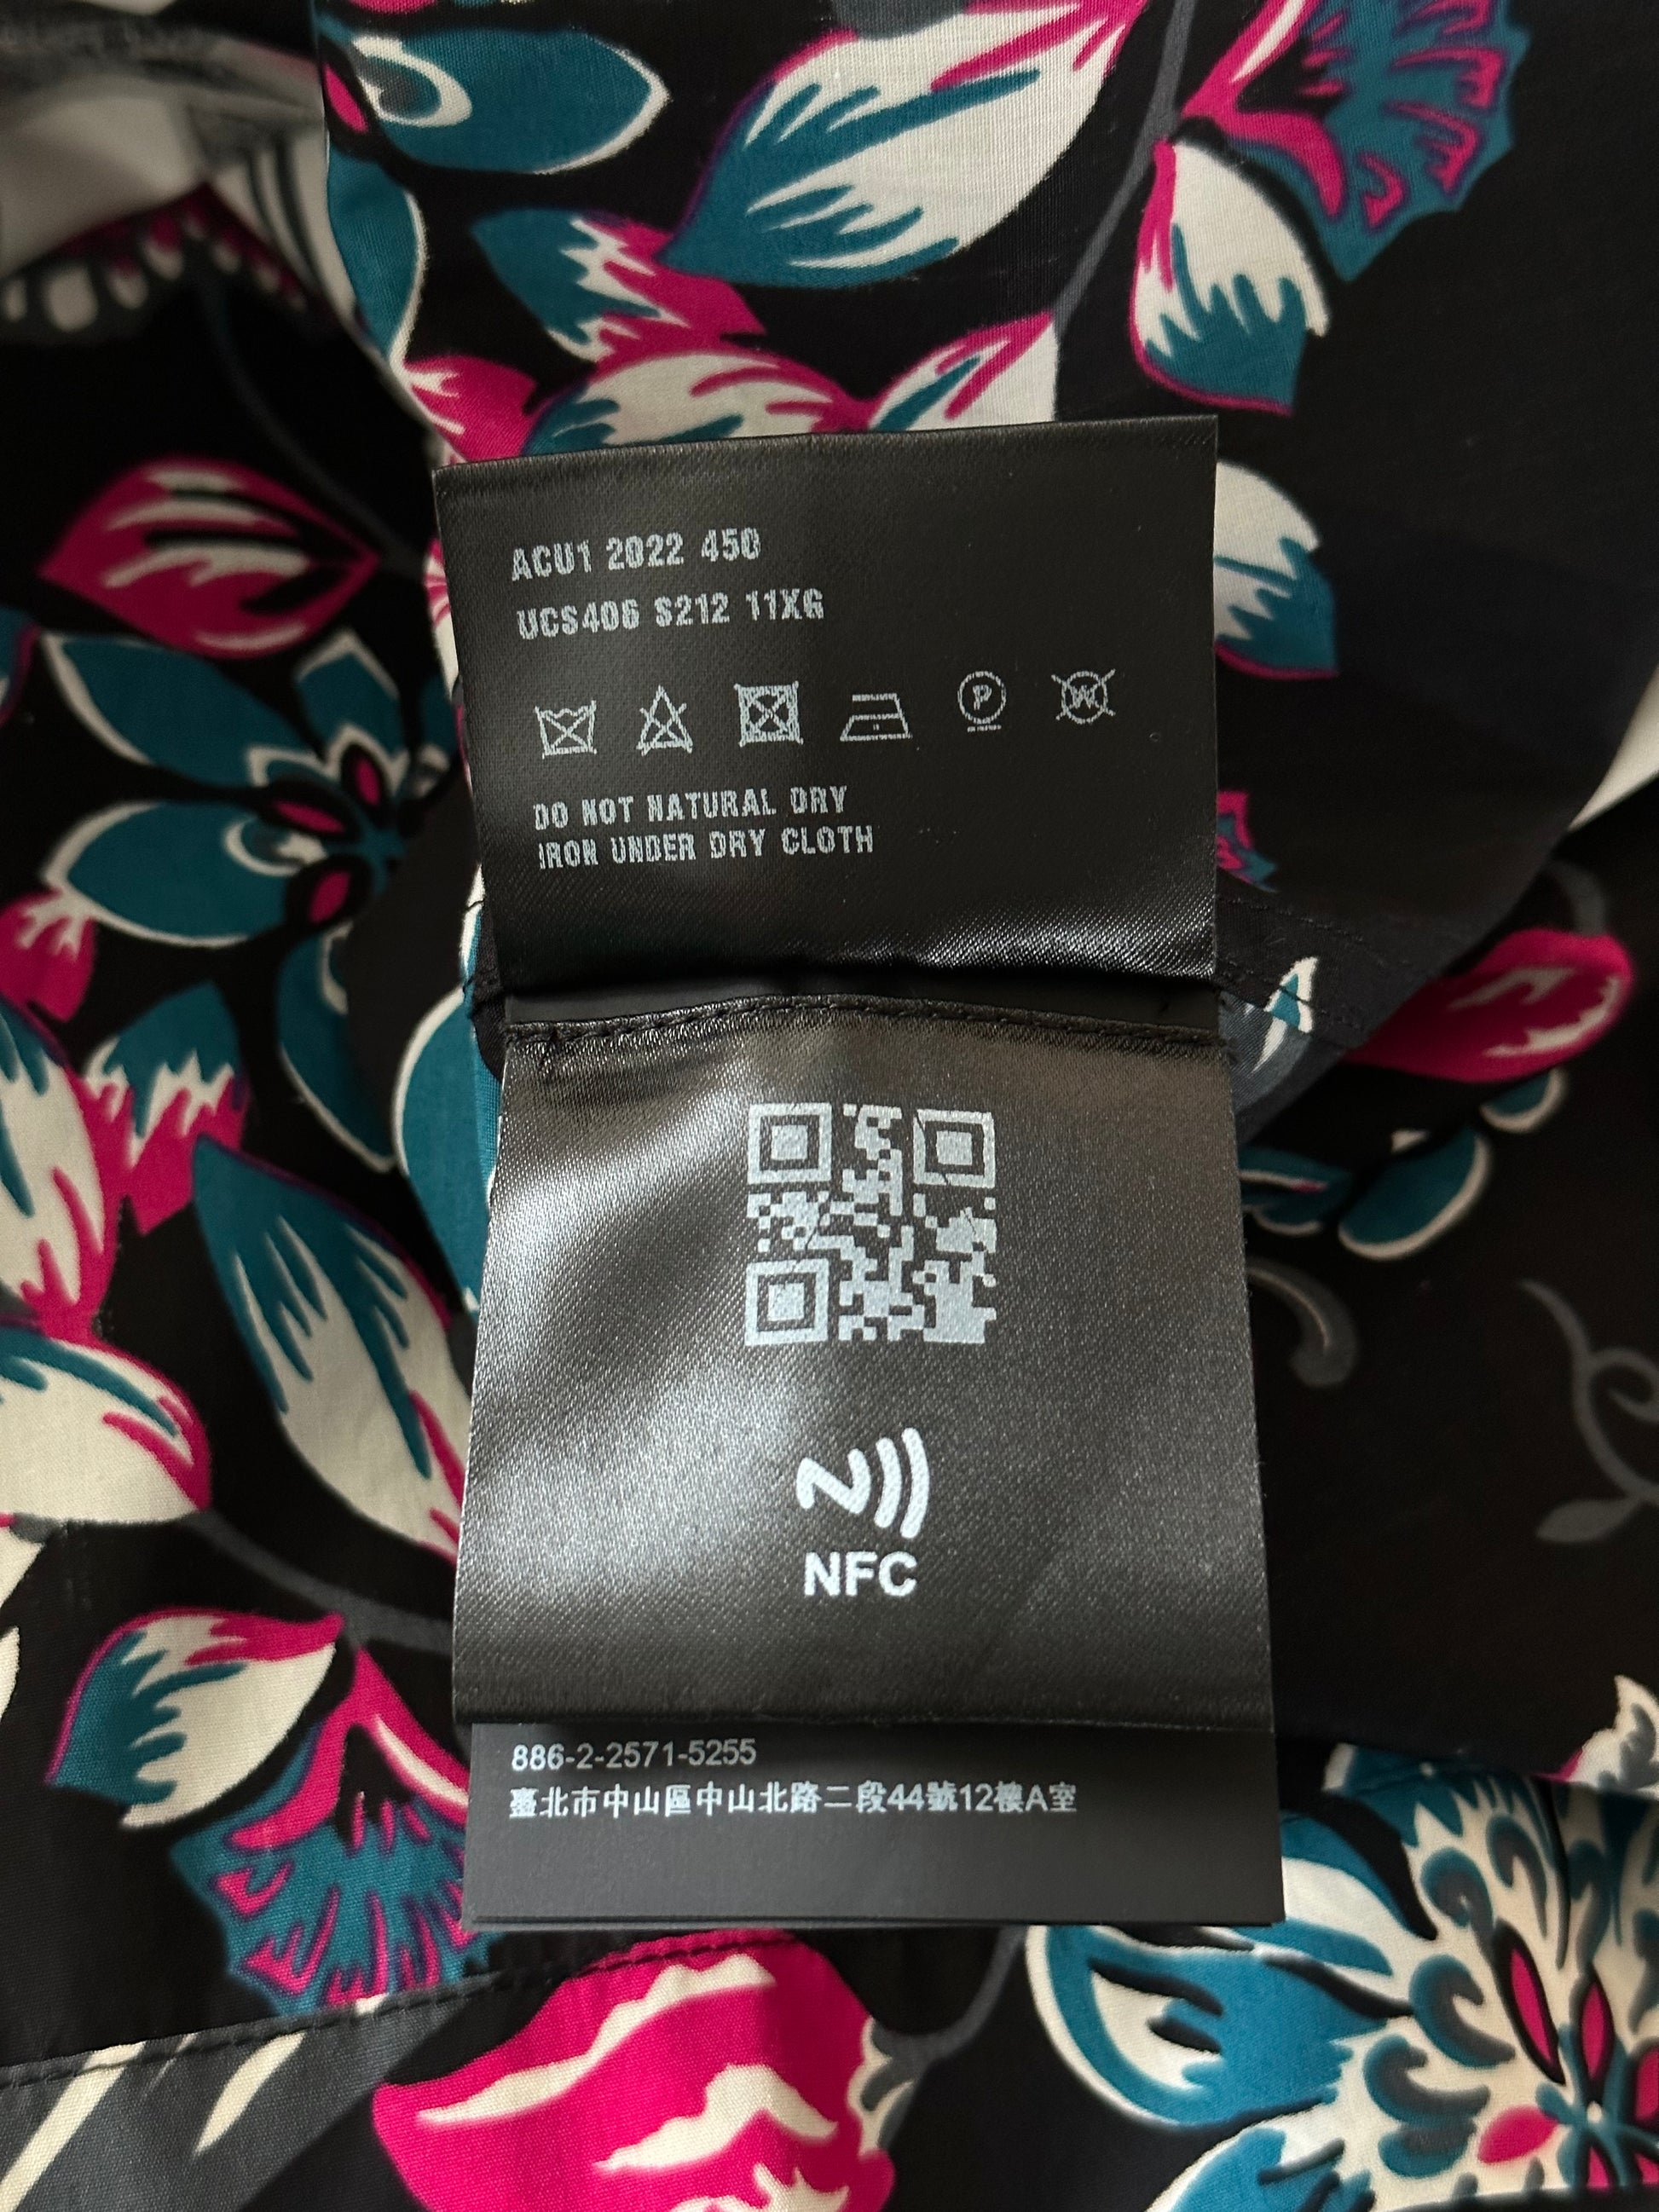 ACU1 2022 450
UCS406 S212 11XG
P
W
DO NOT NATURAL DRY
IRON UNDER DRY CLOTH
NFC
886-2-2571-5255
臺北市中山區中山北路二段44號12樓A室